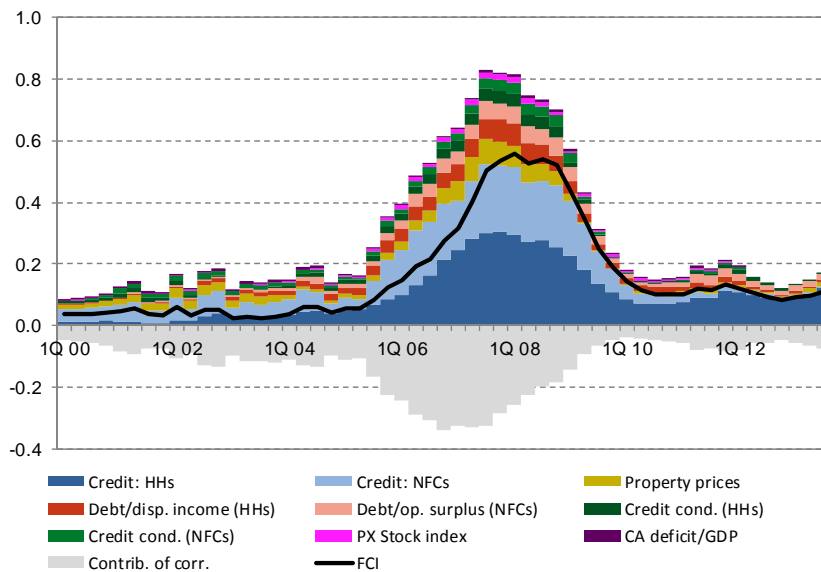 1.0
0.8
0.6
0.4
0.2
0.0
-0.2
-0.4
1Q 00 1Q 02 1Q 04 1Q 06 1Q 08 1Q 10 1Q 12
Credit: HHs Credit: NFCs Property prices
Debt/disp. income (HHs) Debt/op. surplus (NFCs) Credit cond. (HHs)
Credit cond. (NFCs) PX Stock index CA deficit/GDP
Contrib. of corr. FCI